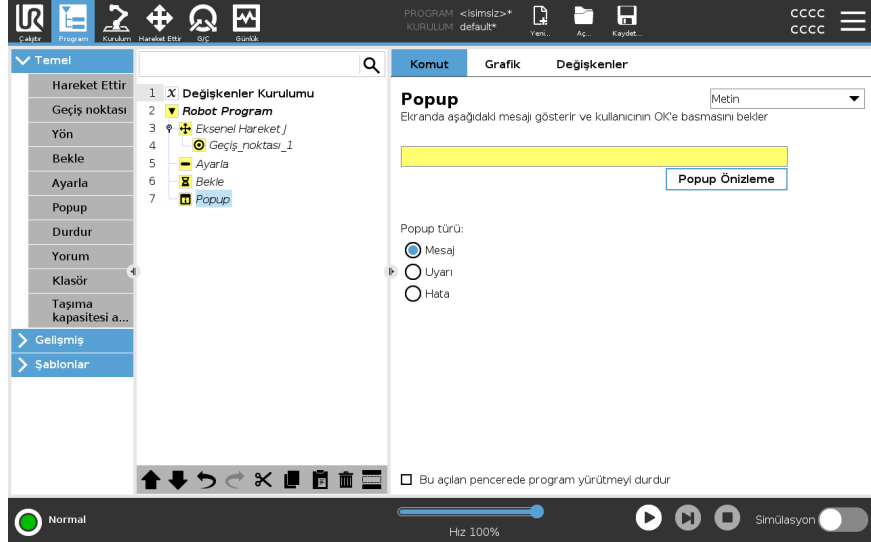 UR
PROGRAM <isimsiz>*
KURULUM default*
cccc
cccc
Çalıştır Program Kurulum Hareket Ettir G/Ç Günlük Yeni... Aç... Kaydet...
Temel
Hareket Ettir
Geçiş noktası
Yön
Bekle
Ayarla
Popup
Durdur
Yorum
Klasör
Taşıma
kapasitesi a...
Gelişmiş
Şablonlar
1 X Değişkenler Kurulumu
2 Robot Program
3 Eksenel Hareket J
4 Geçiş_noktası_1
5 Ayarla
6 Bekle
7 Popup
Komut Grafik Değişkenler
Popup Metin
Ekranda aşağıdaki mesajı gösterir ve kullanıcının OK'e basmasını bekler
Popup Önizleme
Popup türü:
Mesaj
Uyarı
Hata
Bu açılan pencerede program yürütmeyi durdur
Normal
Hız 100%
Simülasyon